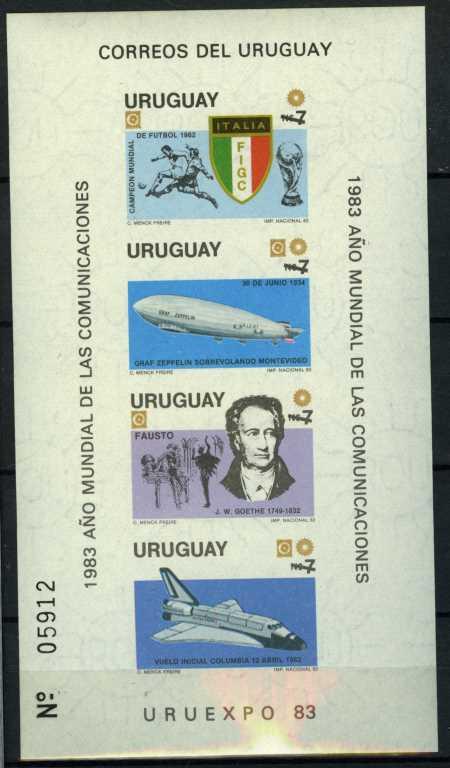 CORREOS DEL URUGUAY
1983 AÑO MUNDIAL DE LAS COMUNICACIONES
URUGUAY
N$ 7
CAMPEON MUNDIAL
DE FUTBOL 1982
ITALIA
FIGC
C. MENCK FREIRE
IMP. NACIONAL 83
URUGUAY
N$ 7
30 DE JUNIO 1934
GRAF ZEPPELIN
GRAF ZEPPELIN SOBREVOLANDO MONTEVIDEO
C. MENCK FREIRE
IMP. NACIONAL 83
URUGUAY
N$ 7
FAUSTO
J. W. GOETHE 1749-1832
C. MENCK FREIRE
IMP. NACIONAL 83
URUGUAY
N$ 7
VUELO INICIAL COLUMBIA 12 ABRIL 1982
C. MENCK FREIRE
IMP. NACIONAL 83
1983 AÑO MUNDIAL DE LAS COMUNICACIONES
Nº 05912
URUEXPO 83